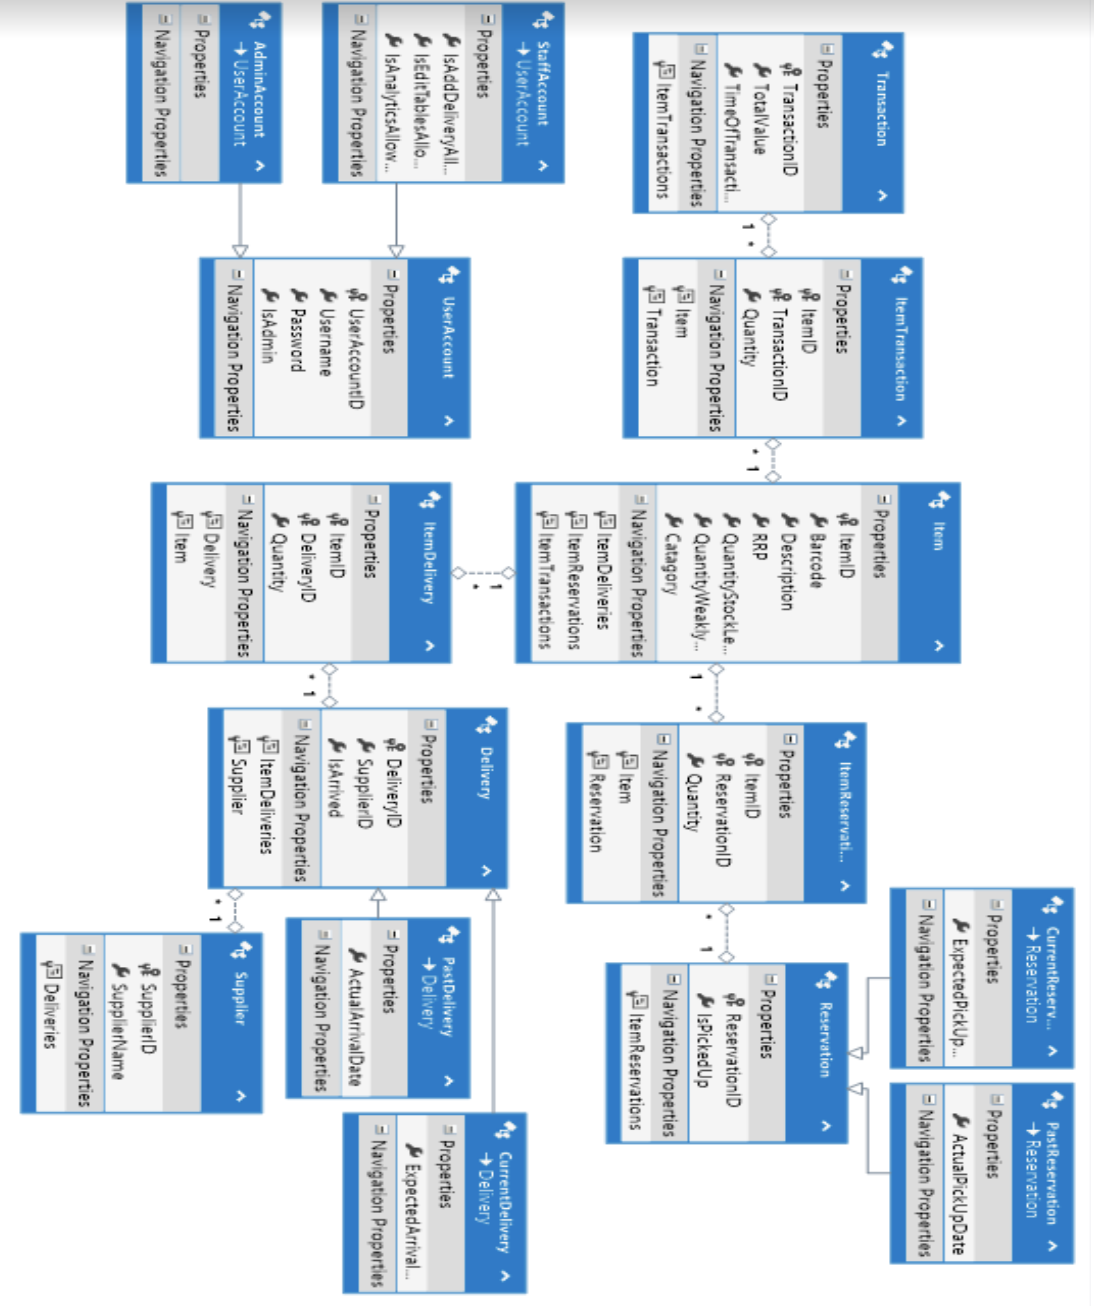 Transaction
Properties
TransactionID
TotalValue
TimeOfTransacti...
Navigation Properties
ItemTransactions
ItemTransaction
Properties
ItemID
TransactionID
Quantity
Navigation Properties
Item
Transaction
Item
Properties
ItemID
Barcode
Description
RRP
QuantityStockLe...
QuantityWeekly...
Catagory
Navigation Properties
ItemDeliveries
ItemReservations
ItemTransactions
ItemReservati...
Properties
ItemID
ReservationID
Quantity
Navigation Properties
Item
Reservation
Reservation
Properties
ReservationID
IsPickedUp
Navigation Properties
ItemReservations
CurrentReserv...
Reservation
Properties
ExpectedPickUp...
Navigation Properties
PastReservation
Reservation
Properties
ActualPickUpDate
Navigation Properties
StaffAccount
UserAccount
Properties
IsAddDeliveryAll...
IsEditTablesAllo...
IsAnalyticsAllow...
Navigation Properties
AdminAccount
UserAccount
Properties
Navigation Properties
UserAccount
Properties
UserAccountID
Username
Password
IsAdmin
Navigation Properties
ItemDelivery
Properties
ItemID
DeliveryID
Quantity
Navigation Properties
Delivery
Item
Delivery
Properties
DeliveryID
SupplierID
IsArrived
Navigation Properties
ItemDeliveries
Supplier
PastDelivery
Delivery
Properties
ActualArrivalDate
Navigation Properties
CurrentDelivery
Delivery
Properties
ExpectedArrival...
Navigation Properties
Supplier
Properties
SupplierID
SupplierName
Navigation Properties
Deliveries
1 *
* 1
1 *
1 *
* 1
* 1
* 1